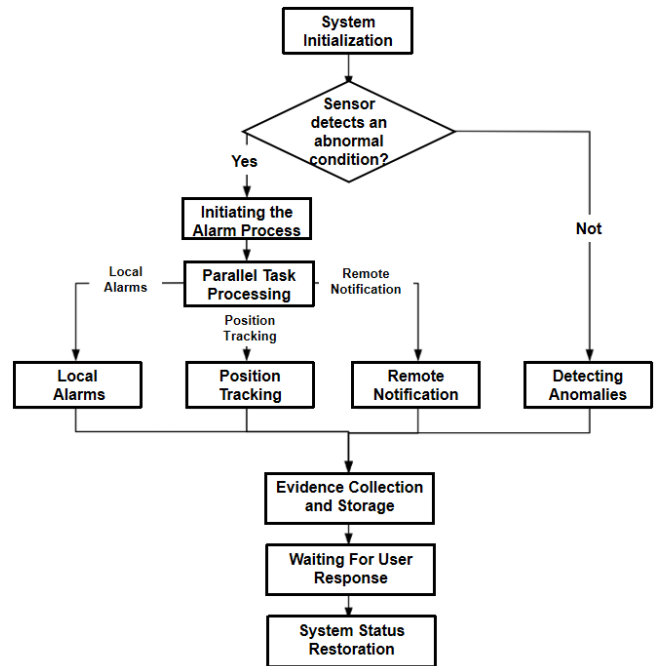 System
Initialization
Sensor
detects an
abnormal
condition?
Yes
Not
Initiating the
Alarm Process
Parallel Task
Processing
Local
Alarms
Remote
Notification
Position
Tracking
Local
Alarms
Position
Tracking
Remote
Notification
Detecting
Anomalies
Evidence Collection
and Storage
Waiting For User
Response
System Status
Restoration